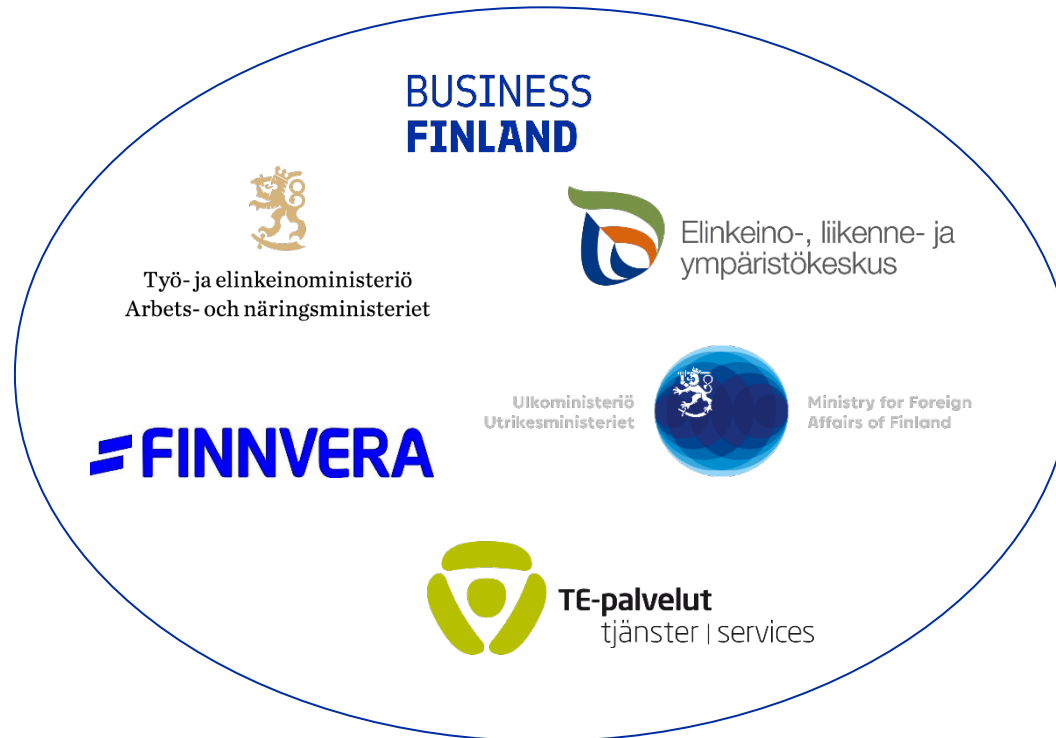 BUSINESS
FINLAND
Työ- ja elinkeinoministeriö
Arbets- och näringsministeriet
Elinkeino-, liikenne- ja
ympäristökeskus
Ulkoministeriö
Utrikesministeriet
Ministry for Foreign
Affairs of Finland
FINNVERA
TE-palvelut
tjänster | services